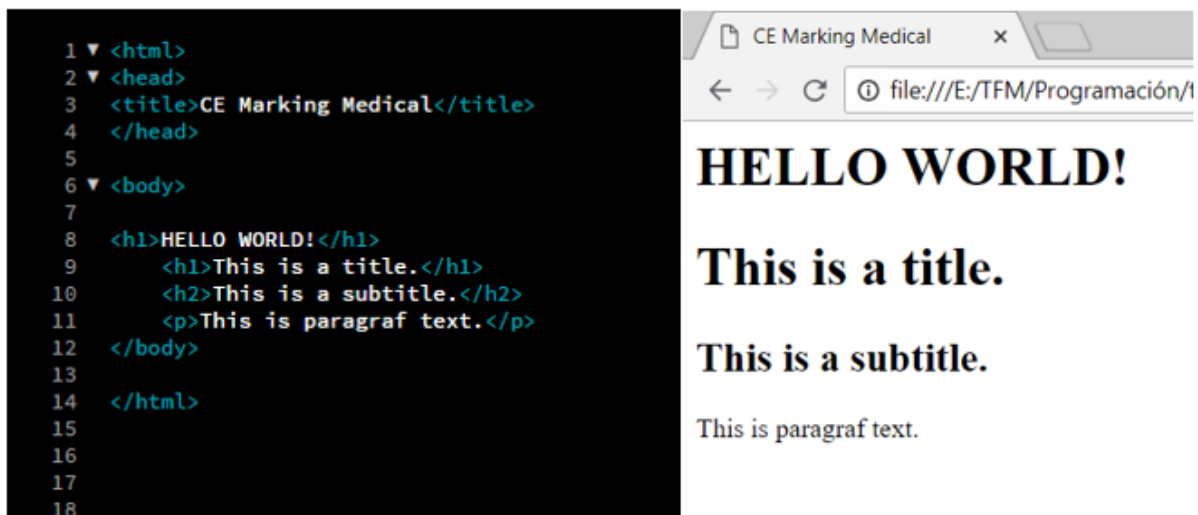 1 ▼ <html>
2 ▼ <head>
3 <title>CE Marking Medical</title>
4 </head>
5
6 ▼ <body>
7
8 <h1>HELLO WORLD!</h1>
9 <h1>This is a title.</h1>
10 <h2>This is a subtitle.</h2>
11 <p>This is paragraf text.</p>
12 </body>
13
14 </html>
15
16
17
18
CE Marking Medical ×
file:///E:/TFM/Programación/t
HELLO WORLD!
This is a title.
This is a subtitle.
This is paragraf text.